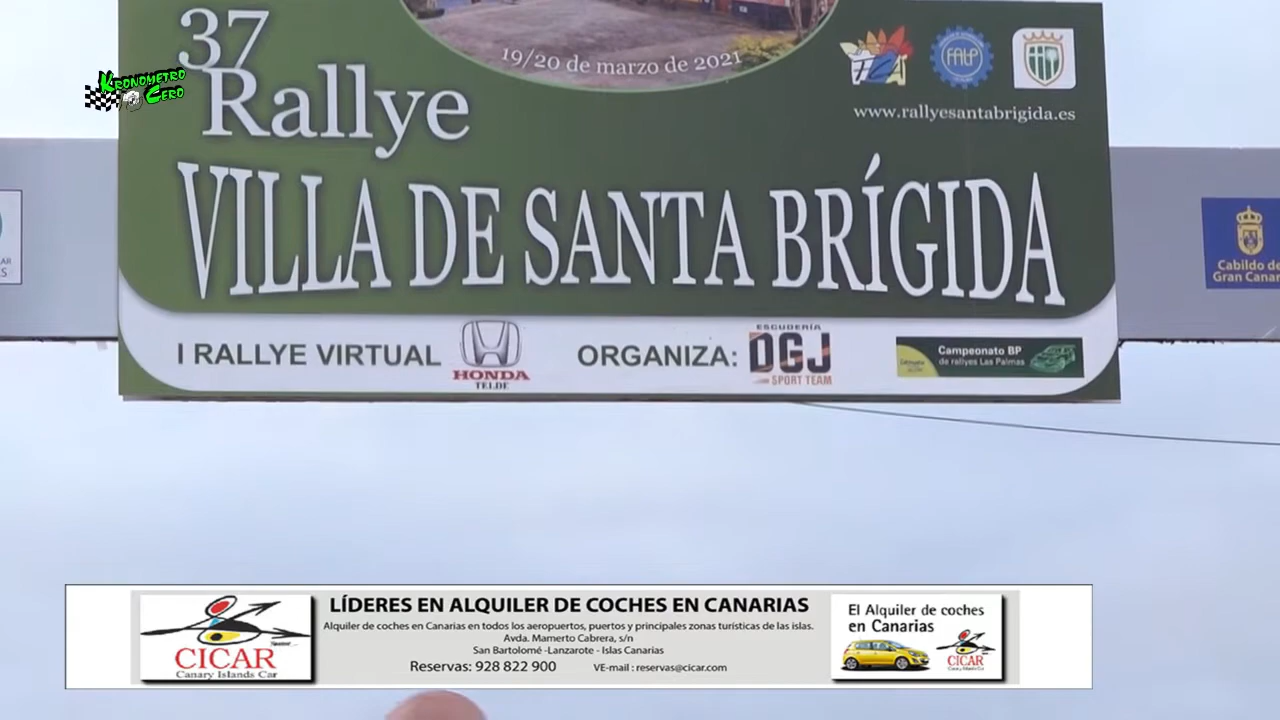 37
Rallye
KRONOMETRO
CERO
19/20 de marzo de 2021
FALP
www.rallyesantabrigida.es
VILLA DE SANTA BRÍGIDA
Cabildo de
Gran Canar
I RALLYE VIRTUAL
HONDA
TELDE
ORGANIZA:
ESCUDERÍA
DGJ
SPORT TEAM
Campeonato BP
de rallyes Las Palmas
LÍDERES EN ALQUILER DE COCHES EN CANARIAS
Alquiler de coches en Canarias en todos los aeropuertos, puertos y principales zonas turísticas de las islas.
Avda. Mamerto Cabrera, s/n
San Bartolomé -Lanzarote - Islas Canarias
Reservas: 928 822 900
VE-mail : reservas@cicar.com
CICAR
Canary Islands Car
El Alquiler de coches
en Canarias
CICAR
Canary Islands Car